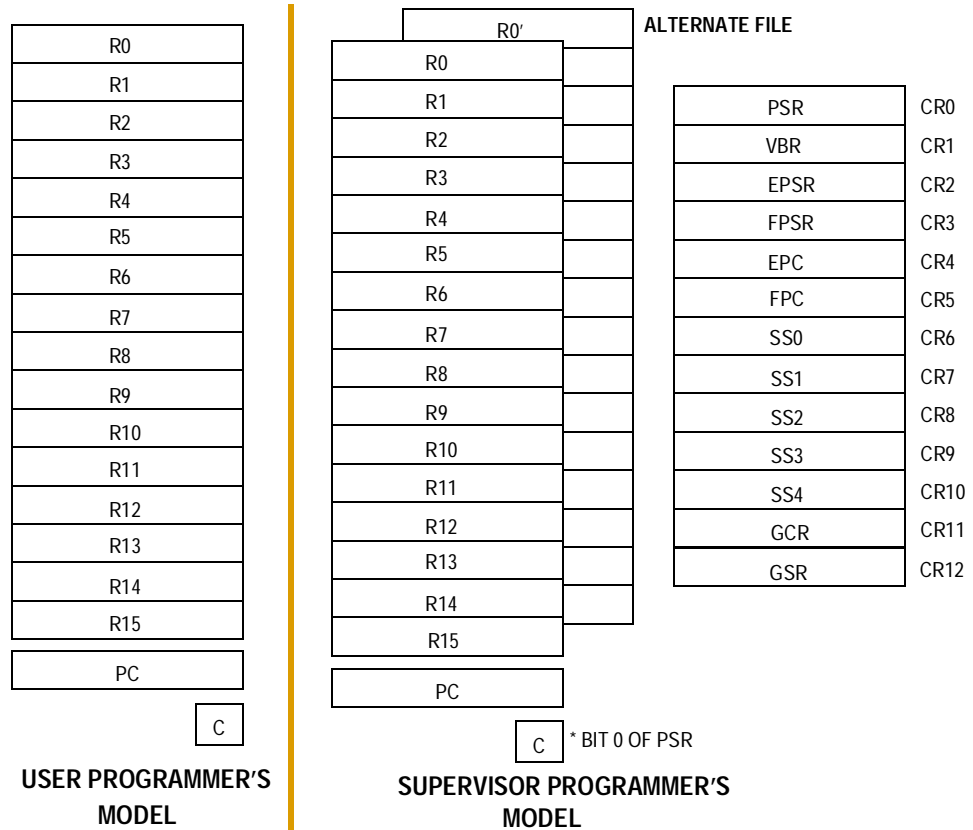 R0
R1
R2
R3
R4
R5
R6
R7
R8
R9
R10
R11
R12
R13
R14
R15
PC
C
USER PROGRAMMER'S
MODEL
R0′
ALTERNATE FILE
R0
R1
R2
R3
R4
R5
R6
R7
R8
R9
R10
R11
R12
R13
R14
R15
PC
C
* BIT 0 OF PSR
SUPERVISOR PROGRAMMER'S
MODEL
PSR CR0
VBR CR1
EPSR CR2
FPSR CR3
EPC CR4
FPC CR5
SS0 CR6
SS1 CR7
SS2 CR8
SS3 CR9
SS4 CR10
GCR CR11
GSR CR12